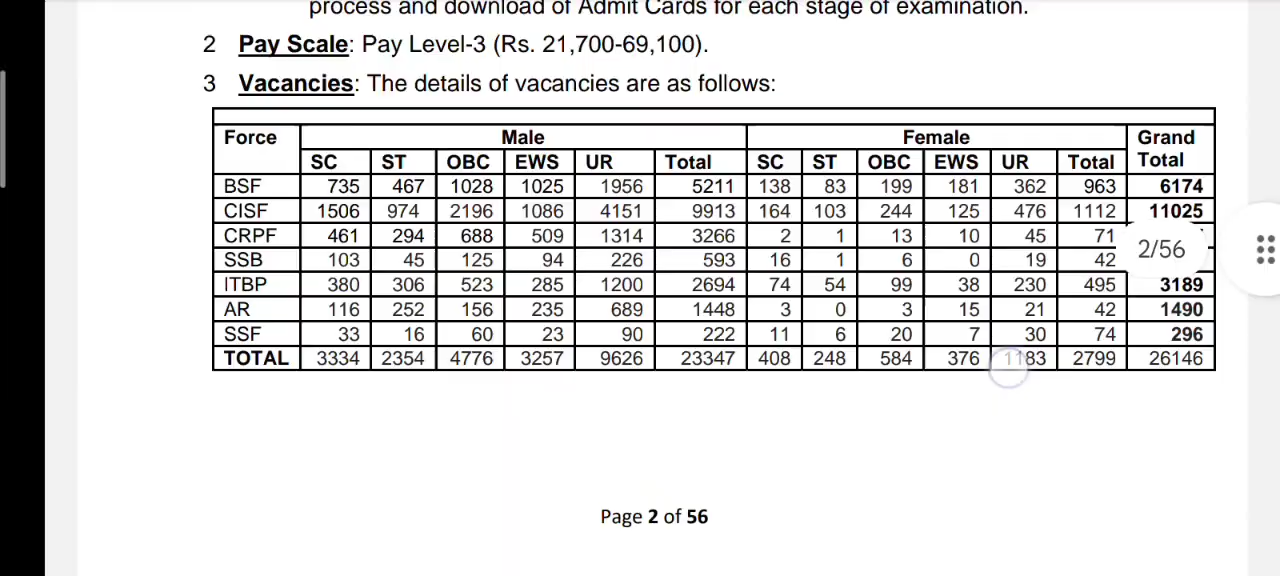 process and download of Admit Cards for each stage of examination.
2 Pay Scale: Pay Level-3 (Rs. 21,700-69,100).
3 Vacancies: The details of vacancies are as follows:
Force Male Female Grand Total
SC ST OBC EWS UR Total SC ST OBC EWS UR Total
BSF 735 467 1028 1025 1956 5211 138 83 199 181 362 963 6174
CISF 1506 974 2196 1086 4151 9913 164 103 244 125 476 1112 11025
CRPF 461 294 688 509 1314 3266 2 1 13 10 45 71
2/56
SSB 103 45 125 94 226 593 16 1 6 0 19 42
ITBP 380 306 523 285 1200 2694 74 54 99 38 230 495 3189
AR 116 252 156 235 689 1448 3 0 3 15 21 42 1490
SSF 33 16 60 23 90 222 11 6 20 7 30 74 296
TOTAL 3334 2354 4776 3257 9626 23347 408 248 584 376 1183 2799 26146
Page 2 of 56